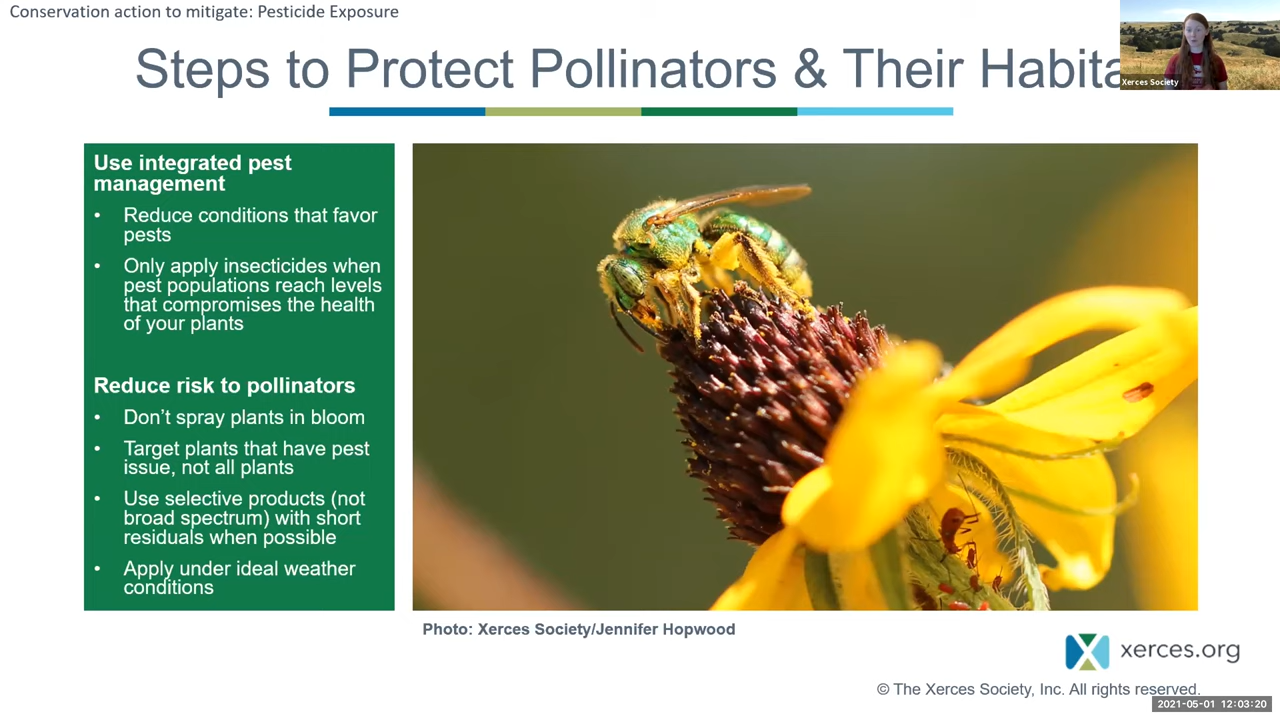 Conservation action to mitigate: Pesticide Exposure
Steps to Protect Pollinators & Their Habita
Xerces Society
Use integrated pest
management
• Reduce conditions that favor
pests
• Only apply insecticides when
pest populations reach levels
that compromises the health
of your plants
Reduce risk to pollinators
• Don’t spray plants in bloom
• Target plants that have pest
issue, not all plants
• Use selective products (not
broad spectrum) with short
residuals when possible
• Apply under ideal weather
conditions
Photo: Xerces Society/Jennifer Hopwood
xerces.org
© The Xerces Society, Inc. All rights reserved.
2021-05-01 12:03:20